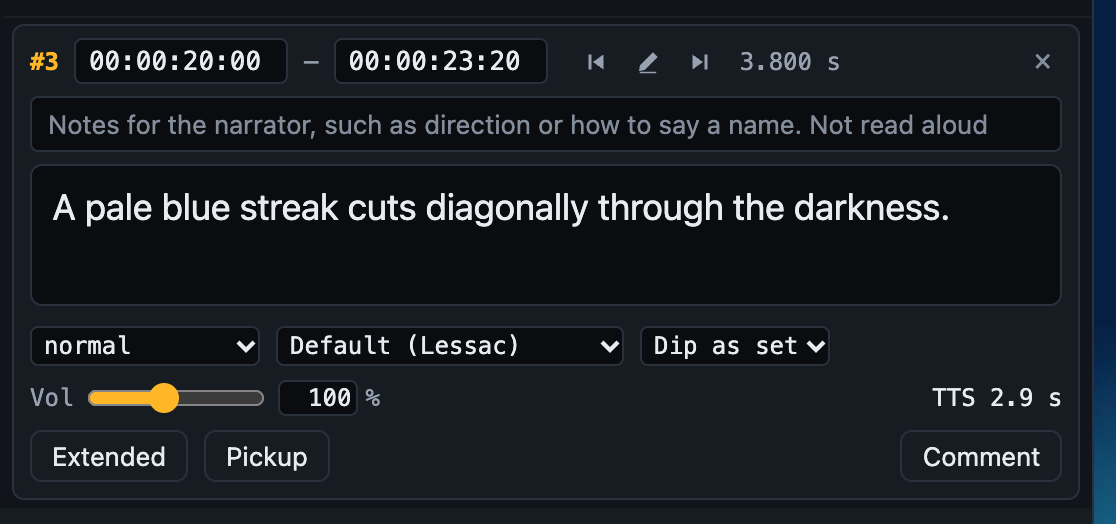 #3 00:00:20:00 – 00:00:23:20 3.800 s ×
Notes for the narrator, such as direction or how to say a name. Not read aloud
A pale blue streak cuts diagonally through the darkness.
normal Default (Lessac) Dip as set
Vol 100 % TTS 2.9 s
Extended Pickup Comment